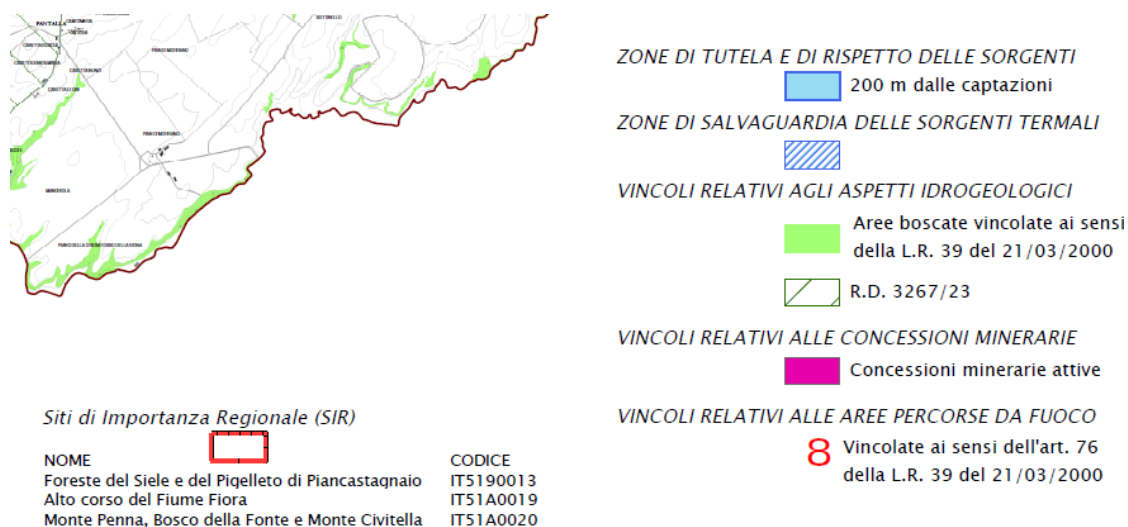 PANTALLA
PIANO MORBANO
ZONE DI TUTELA E DI RISPETTO DELLE SORGENTI
200 m dalle captazioni
ZONE DI SALVAGUARDIA DELLE SORGENTI TERMALI
VINCOLI RELATIVI AGLI ASPETTI IDROGEOLOGICI
Aree boscate vincolate ai sensi
della L.R. 39 del 21/03/2000
R.D. 3267/23
VINCOLI RELATIVI ALLE CONCESSIONI MINERARIE
Concessioni minerarie attive
VINCOLI RELATIVI ALLE AREE PERCORSE DA FUOCO
8 Vincolate ai sensi dell'art. 76
della L.R. 39 del 21/03/2000
Siti di Importanza Regionale (SIR)
NOME CODICE
Foreste del Siele e del Pigelleto di Piancastagnaio IT5190013
Alto corso del Fiume Fiora IT51A0019
Monte Penna, Bosco della Fonte e Monte Civitella IT51A0020